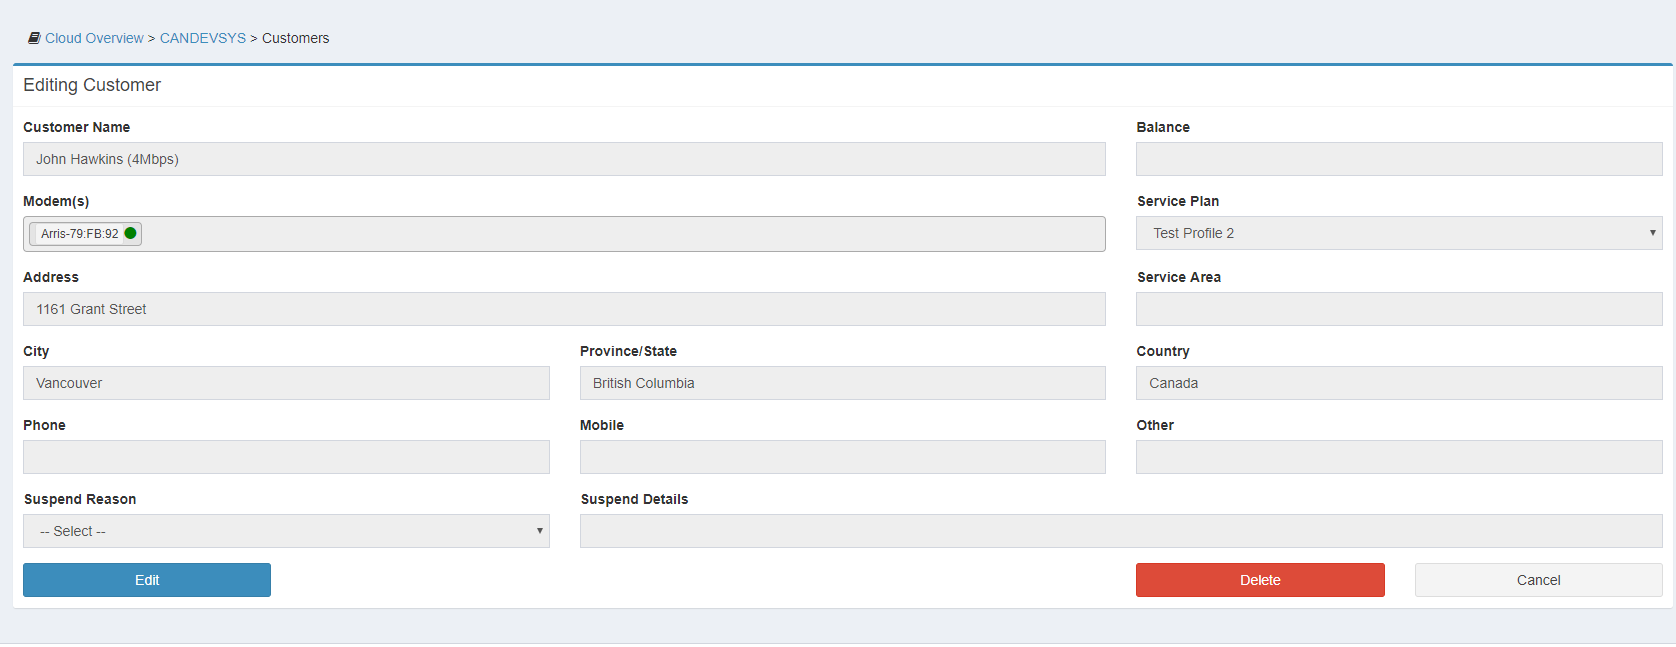 Cloud Overview > CANDEVSYS > Customers
Editing Customer
Customer Name
Balance
John Hawkins (4Mbps)
Modem(s)
Service Plan
Arris-79:FB:92
Test Profile 2
Address
Service Area
1161 Grant Street
City
Province/State
Country
Vancouver
British Columbia
Canada
Phone
Mobile
Other
Suspend Reason
Suspend Details
-- Select --
Edit
Delete
Cancel